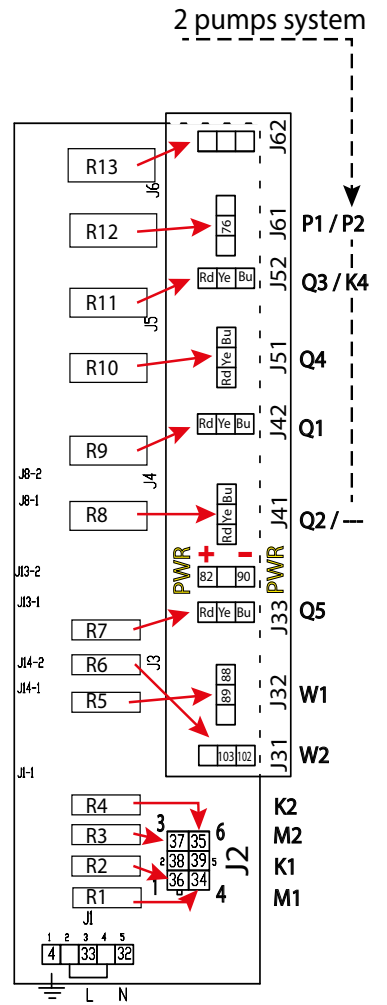 2 pumps system
R13
J6
J62
R12
76
J61
P1 / P2
R11
J5
Rd Ye Bu
J52
Q3 / K4
R10
Rd Ye Bu
J51
Q4
R9
J4
Rd Ye Bu
J42
Q1
J8-2
J8-1
R8
Rd Ye Bu
J41
Q2 / ---
PWR + - PWR
82 90
J13-2
J13-1
R7
Rd Ye Bu
J33
Q5
J14-2
J14-1
R6
J3
R5
89 88
J32
W1
103 102
J31
W2
J1-1
R4
K2
R3
3 37 35 6
M2
R2
2 38 39 5
J2
K1
R1
1 36 34 4
M1
J1
1 2 3 4 5
4 33 32
L N